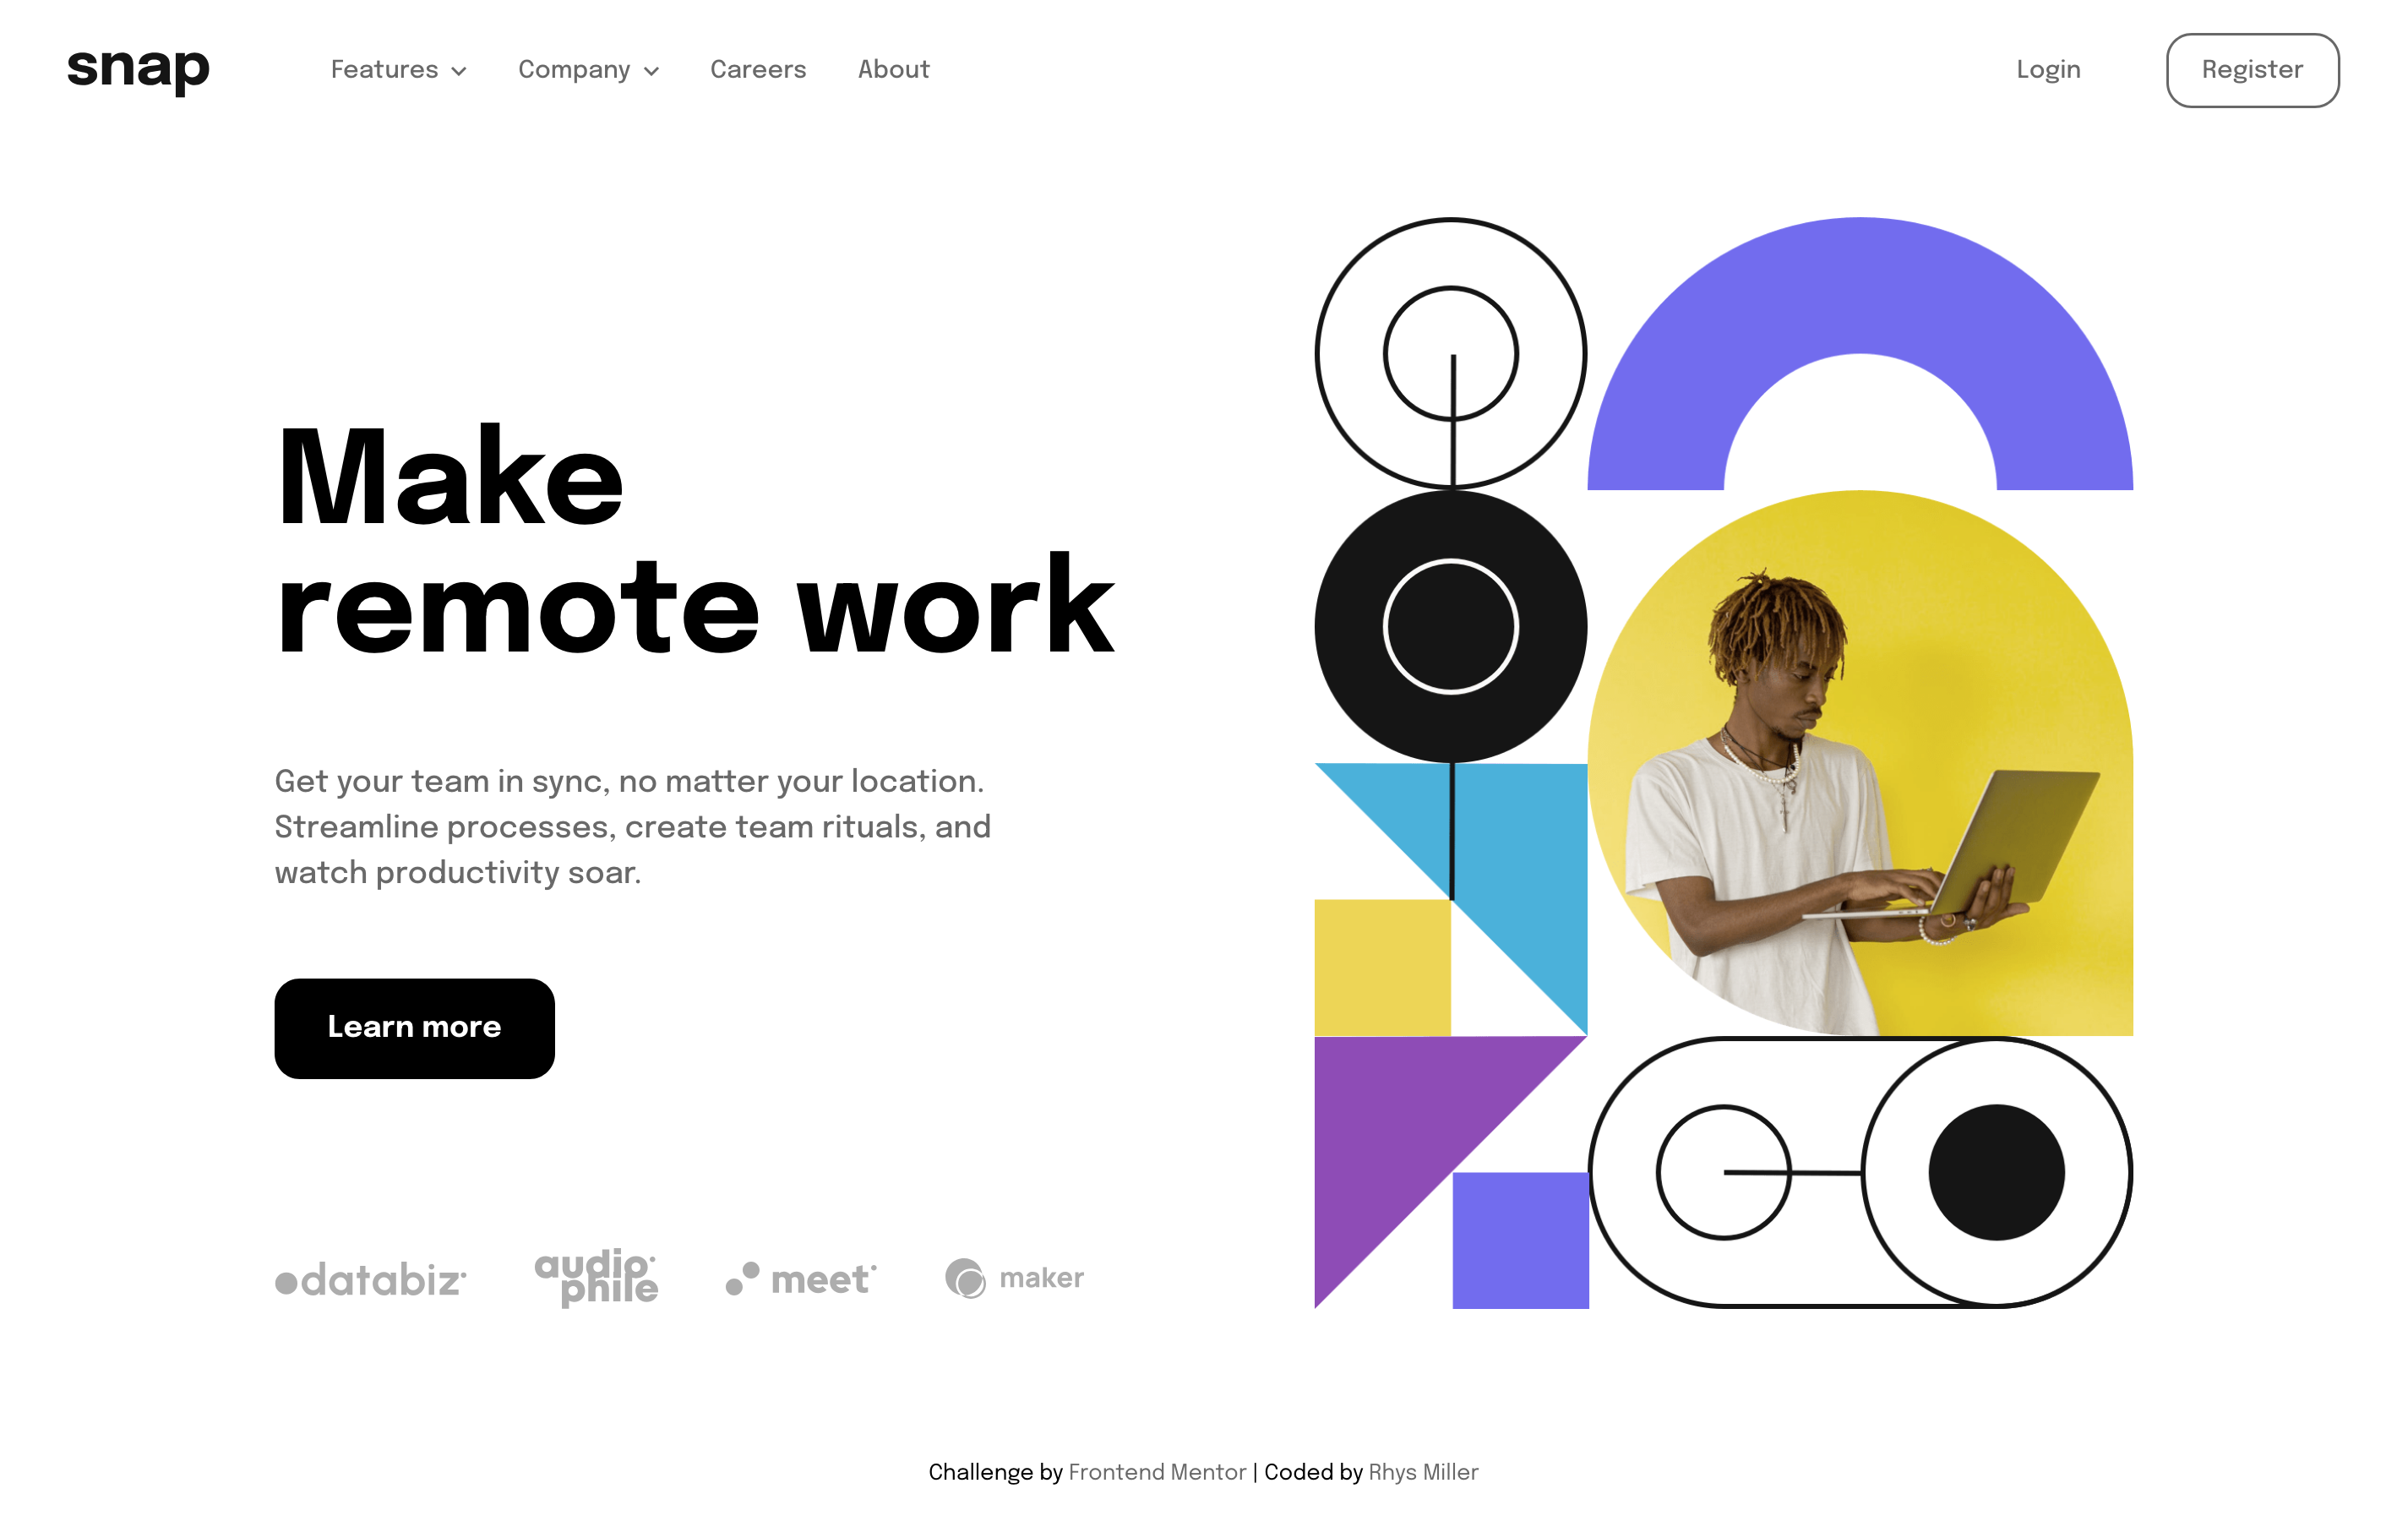 snap
Features
Company
Careers
About
Login
Register
Make
remote work
Get your team in sync, no matter your location.
Streamline processes, create team rituals, and
watch productivity soar.
Learn more
databiz
audio
phile
meet
maker
Challenge by Frontend Mentor | Coded by Rhys Miller